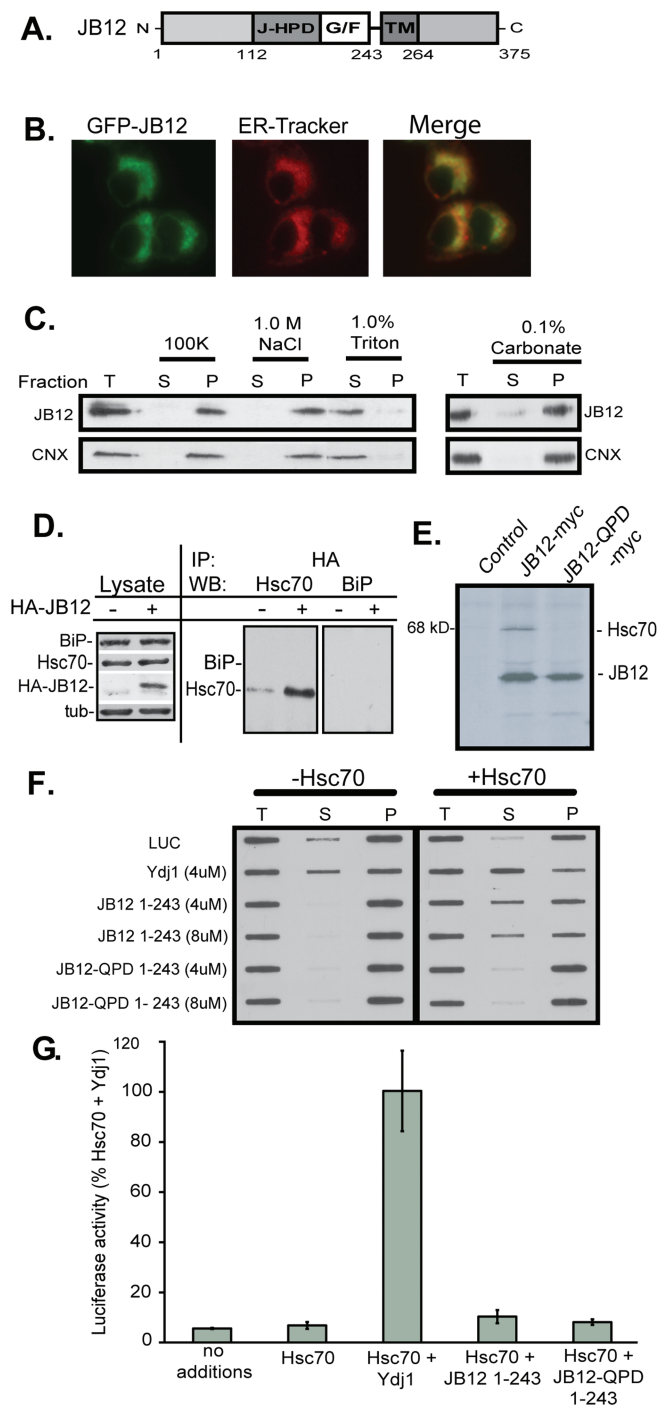 A.
JB12 N J-HPD G/F TM C
1 112 243 264 375
B.
GFP-JB12 ER-Tracker Merge
C.
100K 1.0 M NaCl 1.0% Triton 0.1% Carbonate
Fraction T S P S P S P T S P
JB12 JB12
CNX CNX
D.
IP: HA
Lysate WB: Hsc70 BiP
HA-JB12 - + - + - +
BiP-
Hsc70-
HA-JB12-
tub-
BiP-
Hsc70-
E.
Control JB12-myc JB12-QPD-myc
68 kD- - Hsc70
- JB12
F.
-Hsc70 +Hsc70
T S P T S P
LUC
Ydj1 (4uM)
JB12 1-243 (4uM)
JB12 1-243 (8uM)
JB12-QPD 1-243 (4uM)
JB12-QPD 1- 243 (8uM)
G.
Luciferase activity (% Hsc70 + Ydj1)
120
100
80
60
40
20
0
no additions
Hsc70
Hsc70 + Ydj1
Hsc70 + JB12 1-243
Hsc70 + JB12-QPD 1-243